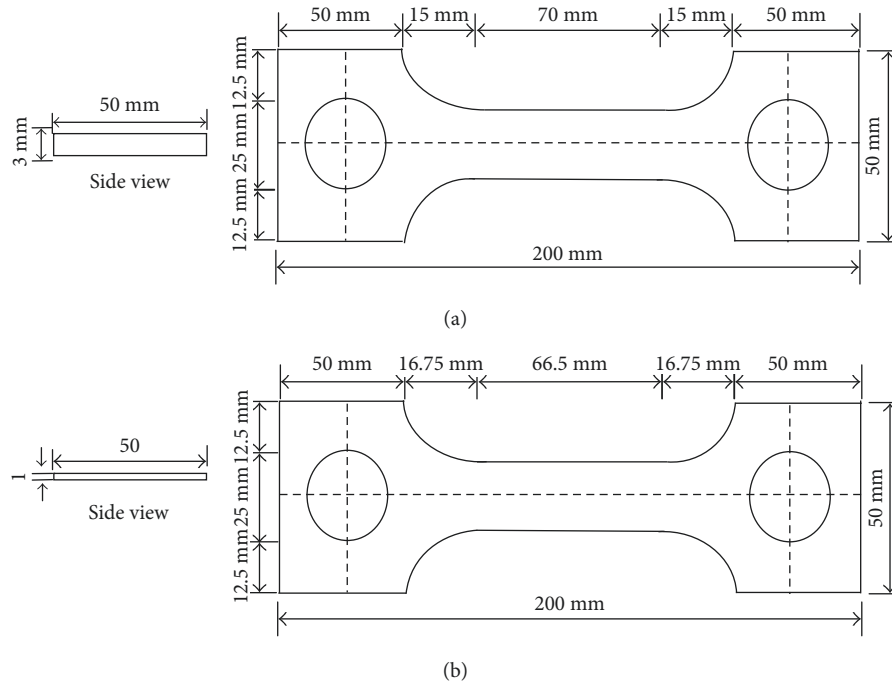 50 mm 15 mm 70 mm 15 mm 50 mm
12.5 mm
25 mm
12.5 mm
50 mm
3 mm
Side view
50 mm
200 mm
(a)
50 mm 16.75 mm 66.5 mm 16.75 mm 50 mm
12.5 mm
25 mm
12.5 mm
50
1
Side view
50 mm
200 mm
(b)